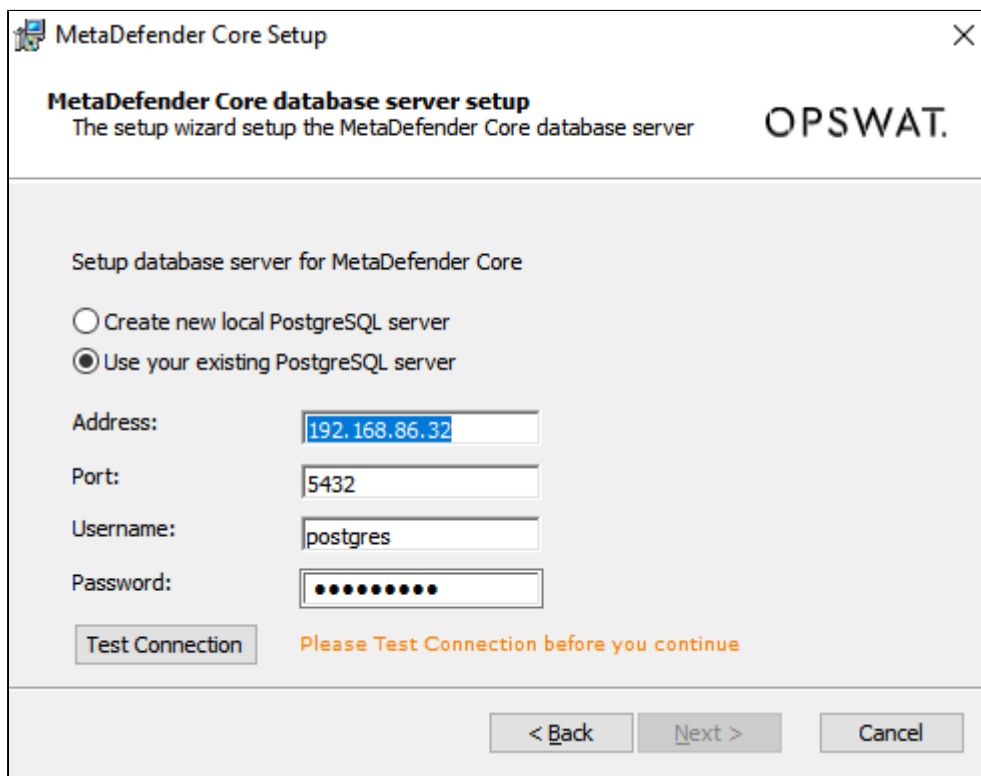 MetaDefender Core Setup
MetaDefender Core database server setup
The setup wizard setup the MetaDefender Core database server
OPSWAT.
Setup database server for MetaDefender Core
Create new local PostgreSQL server
Use your existing PostgreSQL server
Address: 192.168.86.32
Port: 5432
Username: postgres
Password: ●●●●●●●●●
Test Connection Please Test Connection before you continue
< Back Next > Cancel